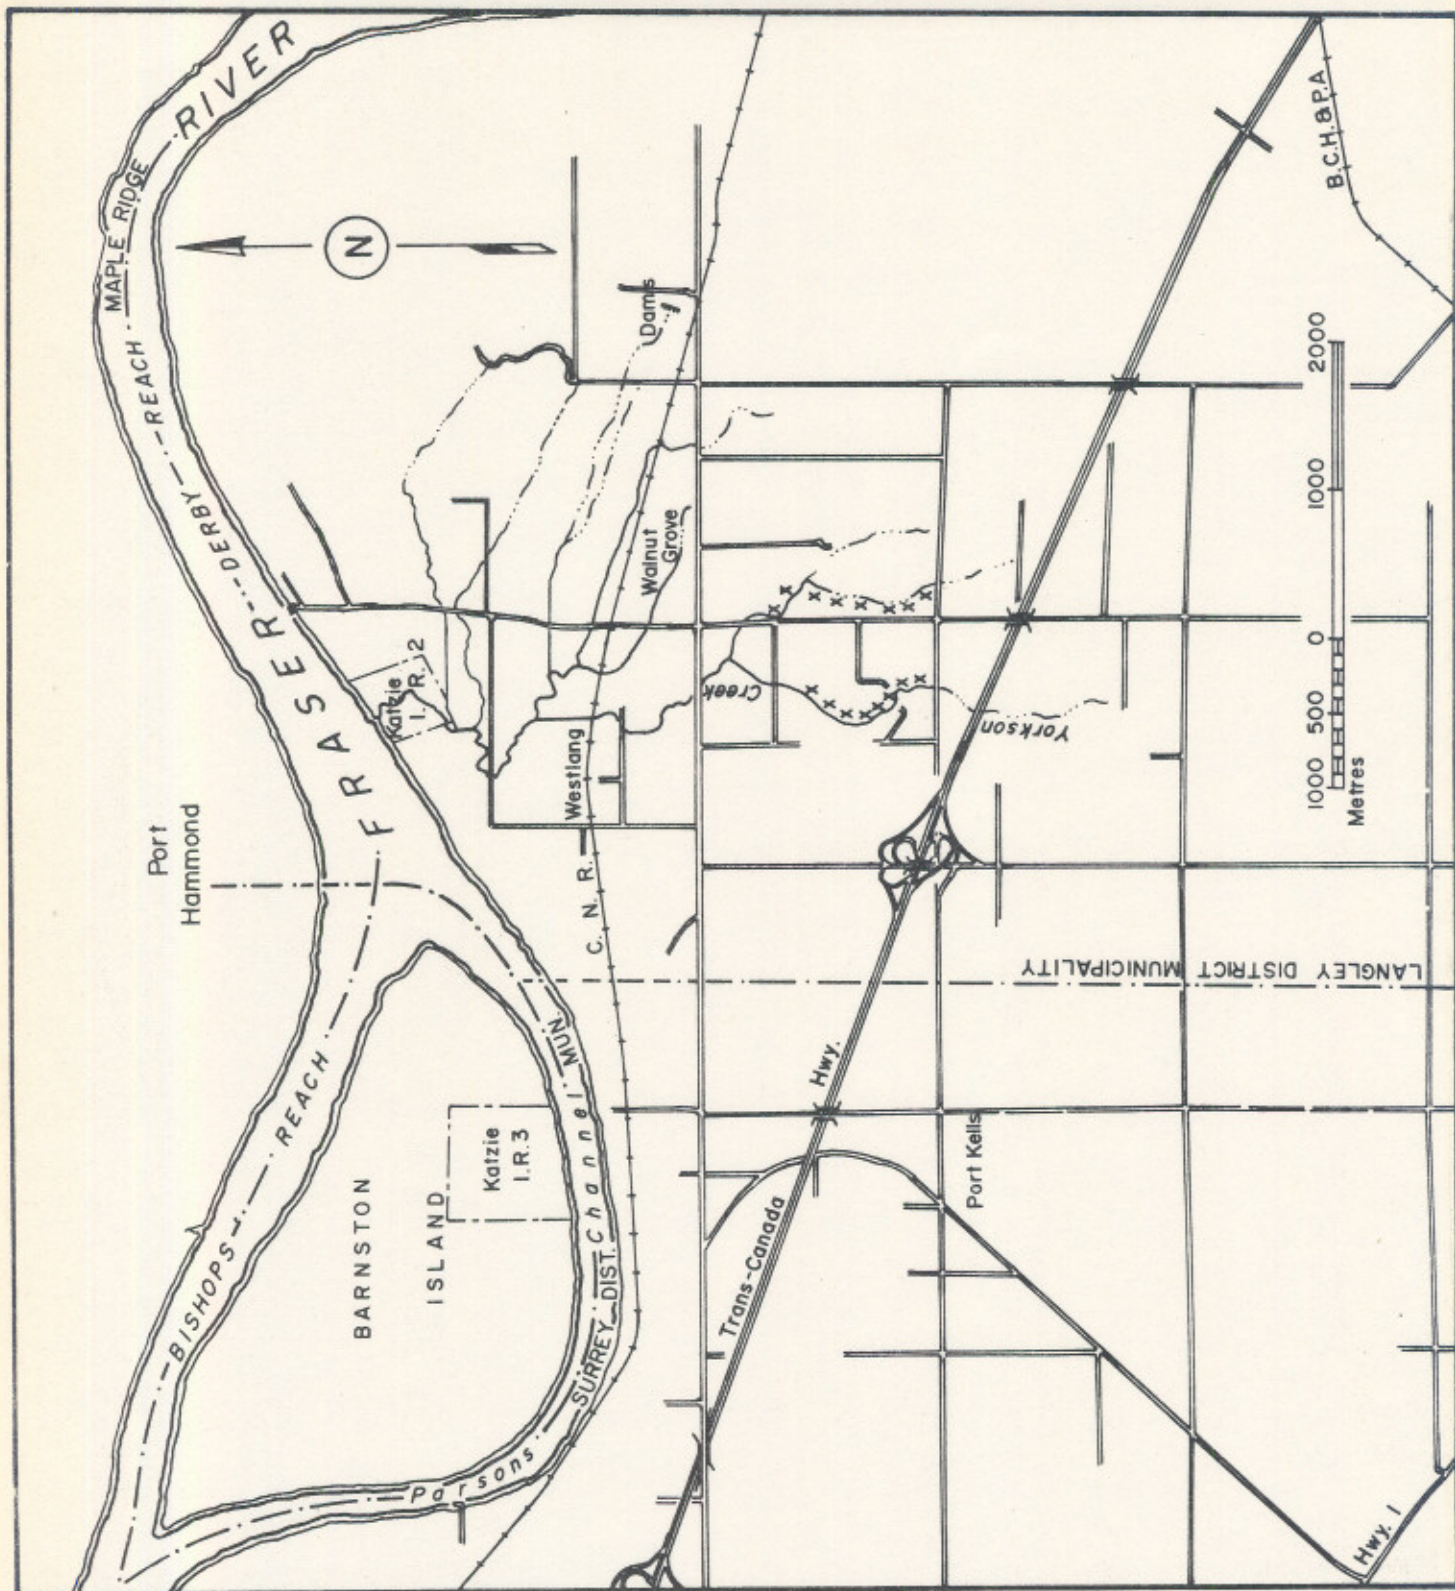 MAPLE RIDGE
RIVER
N
DERBY
REACH
FRASER
Port
Hammond
Katzie
I. R. 2
Dams
Walnut
Grove
Westlang
C. N. R.
Creek
Yorkson
BISHOPS
REACH
BARNSTON
ISLAND
Katzie
I.R. 3
Parsons
Channel
SURREY DIST. MUN.
LANGLEY DISTRICT MUNICIPALITY
Trans-Canada
Hwy.
Port Kells
Hwy. 1
B.C.H. & P.A
1000 500 0 1000 2000
Metres